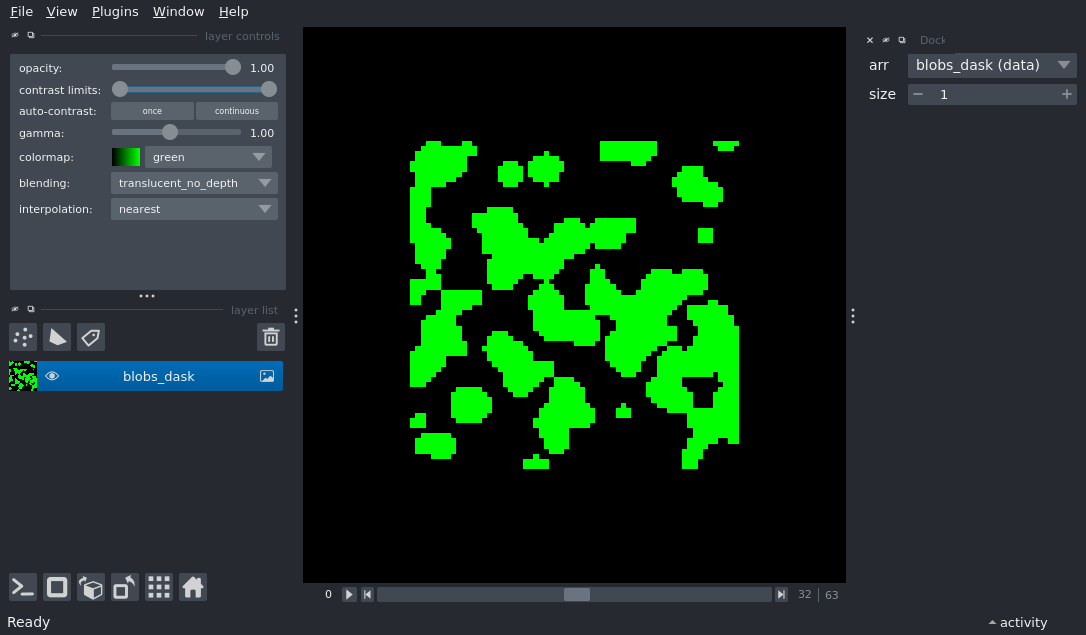 File View Plugins Window Help
layer controls
opacity: 1.00
contrast limits:
auto-contrast: once continuous
gamma: 1.00
colormap: green
blending: translucent_no_depth
interpolation: nearest
layer list
blobs_dask
0 32 63
Ready
activity
Dock
arr blobs_dask (data)
size 1